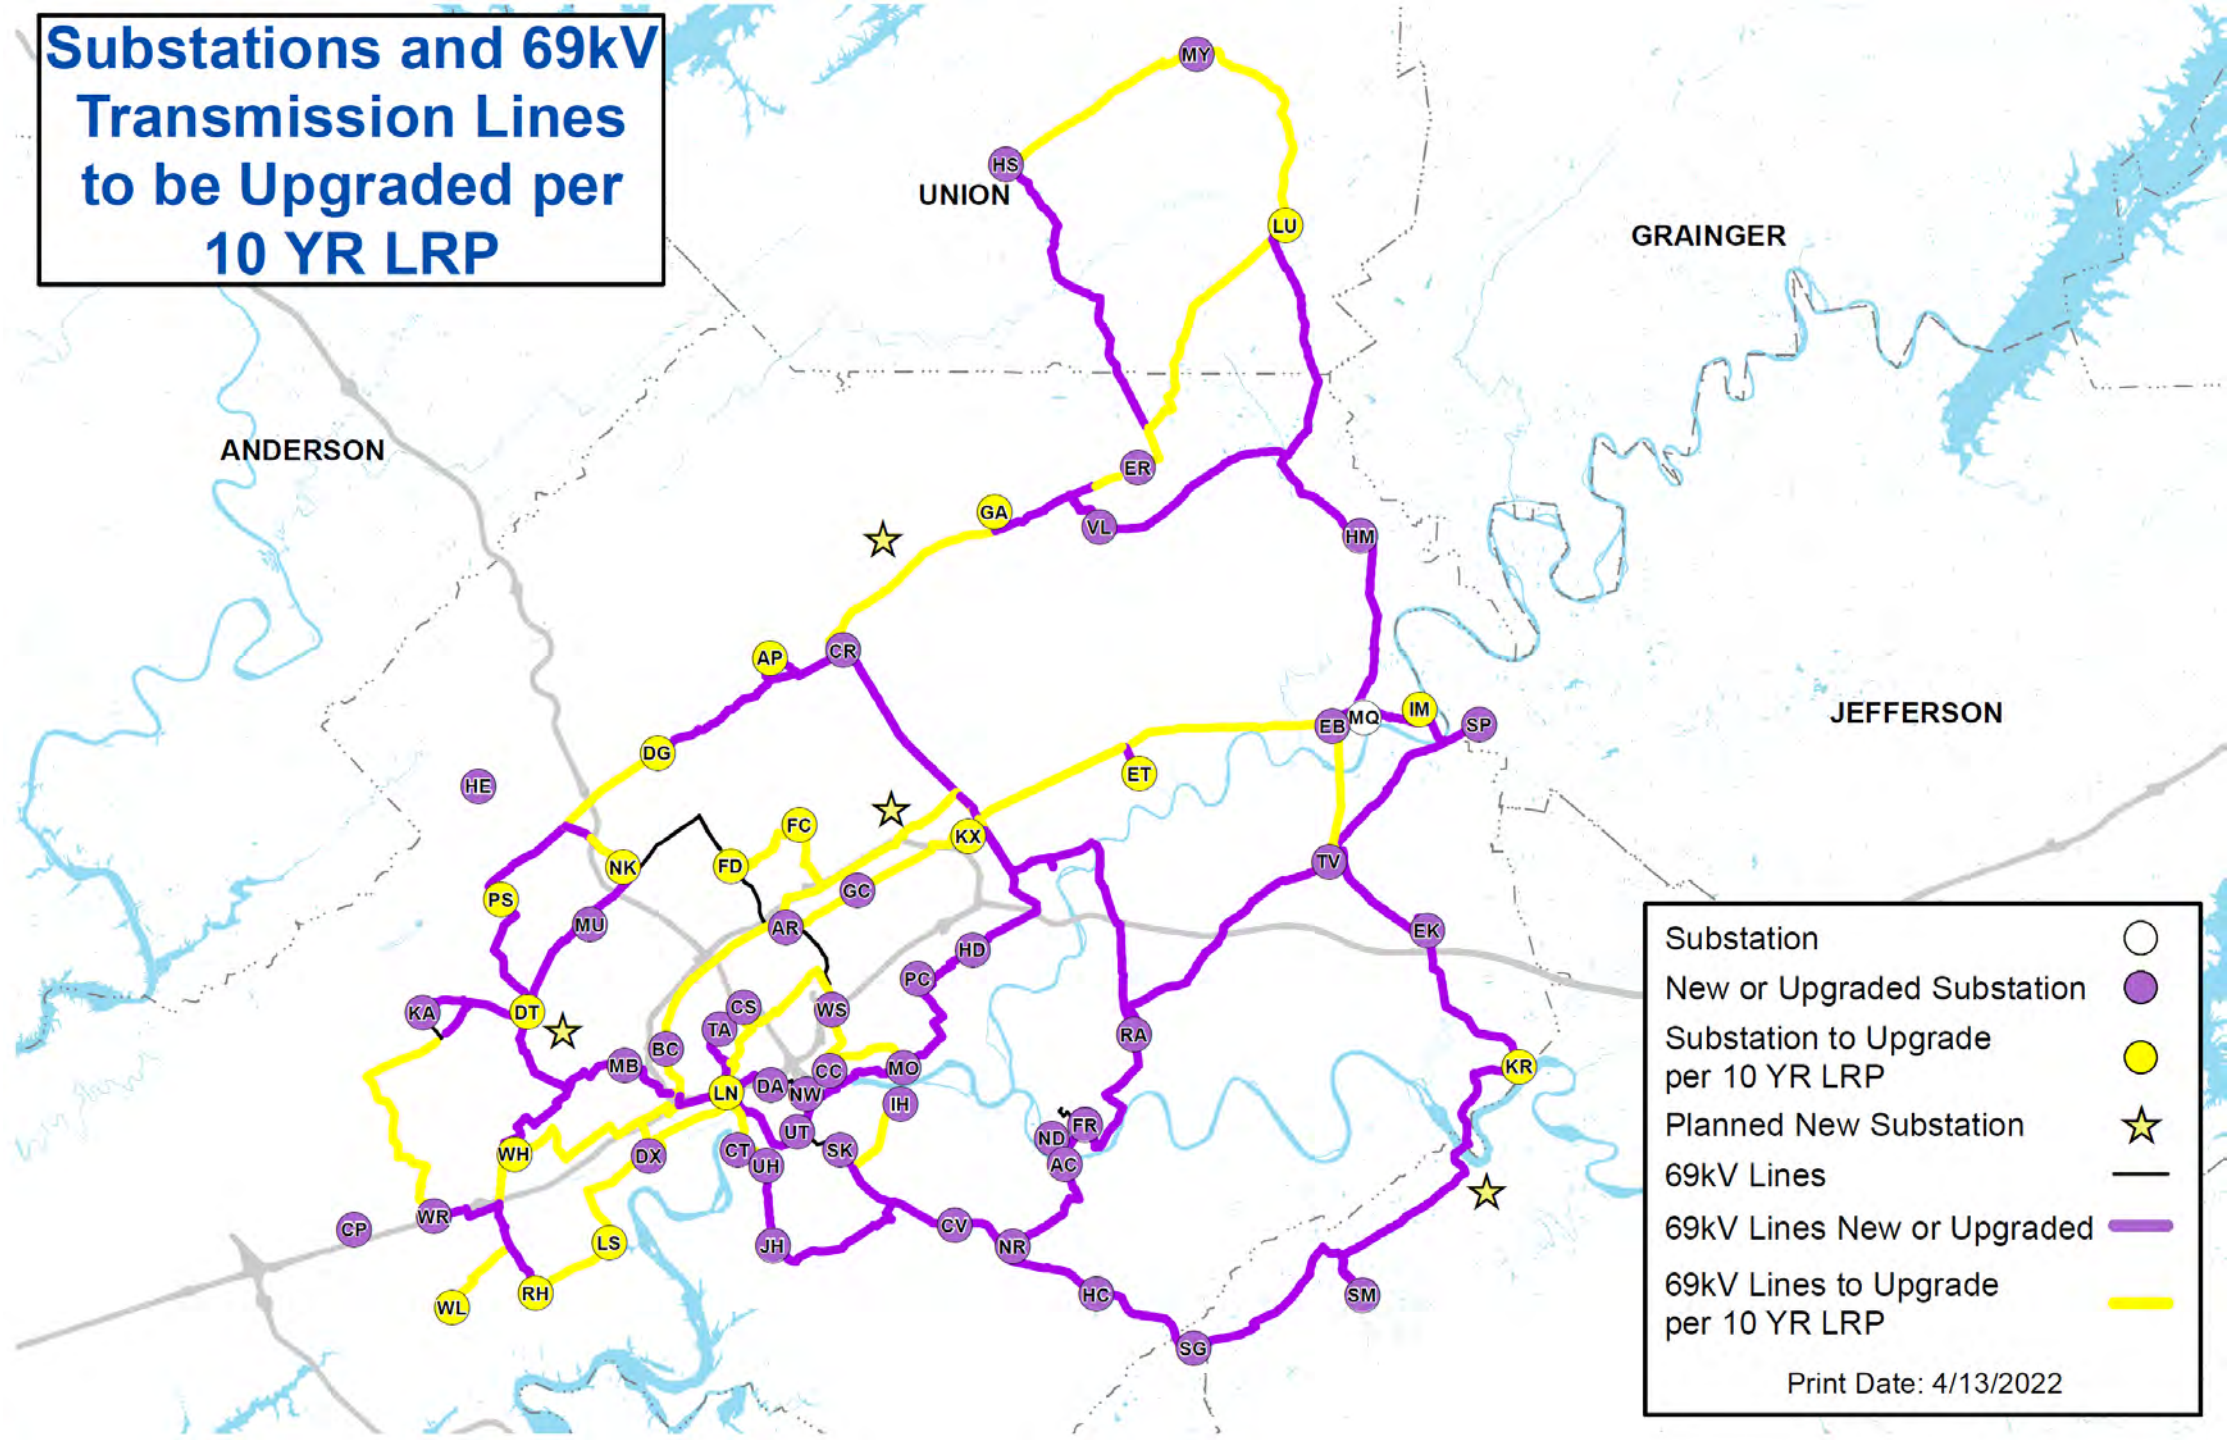 Substations and 69kV
Transmission Lines
to be Upgraded per
10 YR LRP
MY
HS
UNION
LU
GRAINGER
ANDERSON
ER
GA
VL
HM
CR
AP
IM
MQ
EB
SP
JEFFERSON
DG
ET
HE
FC
KX
NK
FD
TV
GC
PS
MU
AR
EK
HD
PC
CS
WS
KA
DT
TA
RA
BC
MB
CC
MO
KR
DA
NW
LN
IH
FR
UT
ND
CT
SK
WH
DX
UH
AC
WR
CP
CV
LS
JH
NR
RH
HC
SM
WL
SG
Substation
New or Upgraded Substation
Substation to Upgrade
per 10 YR LRP
Planned New Substation
69kV Lines
69kV Lines New or Upgraded
69kV Lines to Upgrade
per 10 YR LRP
Print Date: 4/13/2022